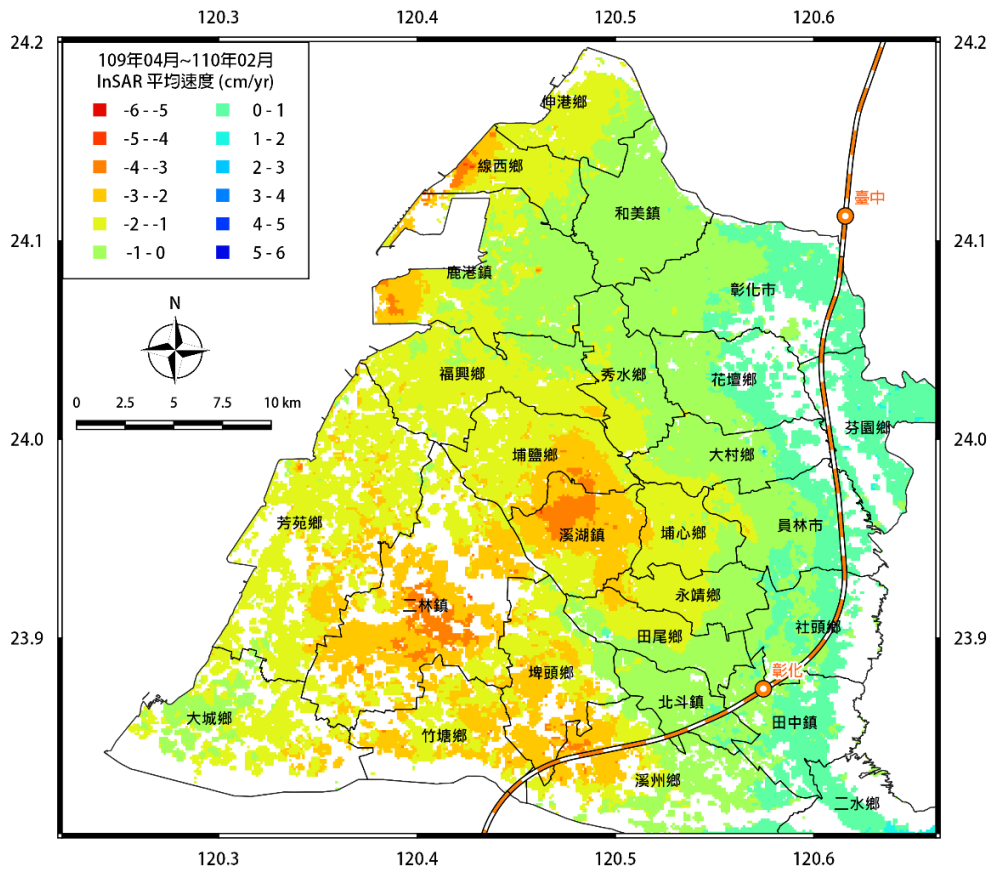 120.3 120.4 120.5 120.6
24.2 24.2
109年04月~110年02月
InSAR 平均速度 (cm/yr)
-6 - -5 0 - 1
-5 - -4 1 - 2
-4 - -3 2 - 3
-3 - -2 3 - 4
-2 - -1 4 - 5
-1 - 0 5 - 6
伸港鄉
線西鄉
臺中
和美鎮
24.1 24.1
鹿港鎮
彰化市
N
福興鄉 秀水鄉 花壇鄉
0 2.5 5 7.5 10 km
芬園鄉
24.0 24.0
埔鹽鄉 大村鄉
芳苑鄉 溪湖鎮 埔心鄉 員林市
永靖鄉
二林鎮
社頭鄉
23.9 田尾鄉 23.9
埤頭鄉 彰化
北斗鎮
大城鄉 竹塘鄉 田中鎮
溪州鄉
二水鄉
120.3 120.4 120.5 120.6